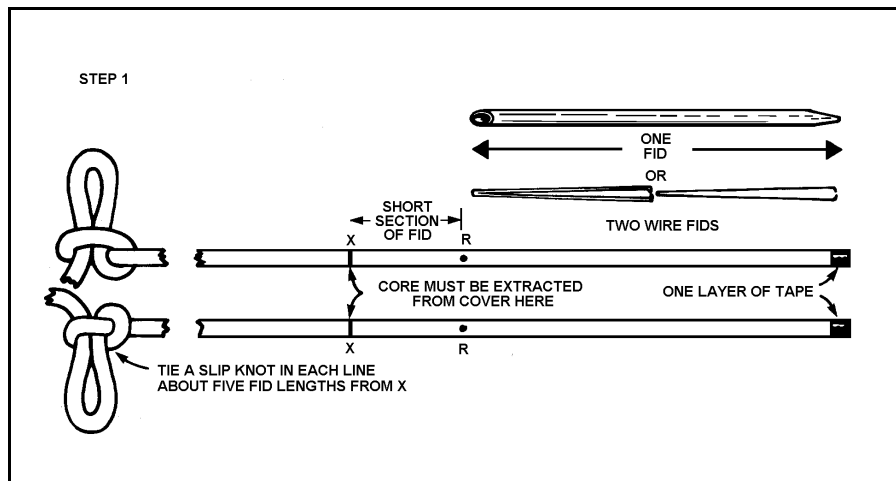 STEP 1
ONE
FID
OR
TWO WIRE FIDS
SHORT
SECTION
OF FID
X
R
CORE MUST BE EXTRACTED
FROM COVER HERE
ONE LAYER OF TAPE
X
R
TIE A SLIP KNOT IN EACH LINE
ABOUT FIVE FID LENGTHS FROM X